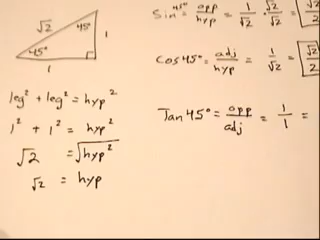 √2 45° 1
45°
1
leg² + leg² = hyp²
1² + 1² = hyp²
√2 = √hyp²
√2 = hyp
Sin 45° = opp/hyp = 1/√2 · √2/√2 = √2/2
Cos 45° = adj/hyp = 1/√2 = √2/2
Tan 45° = opp/adj = 1/1 =